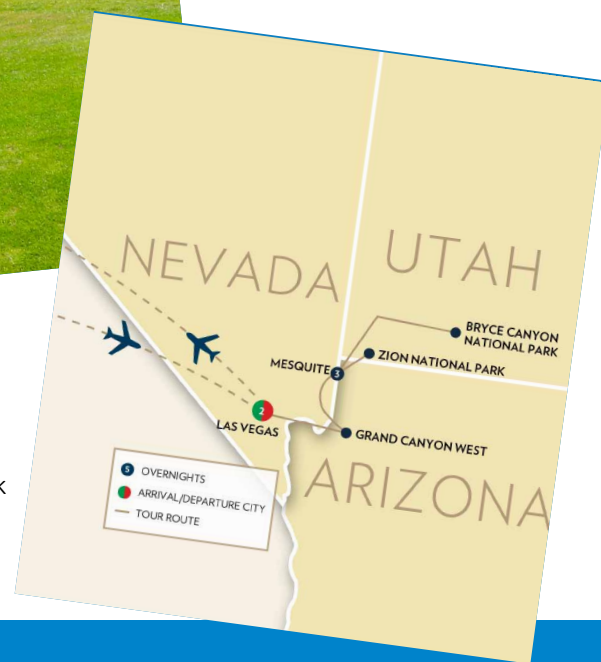 NEVADA
UTAH
BRYCE CANYON
NATIONAL PARK
ZION NATIONAL PARK
MESQUITE
3
2
LAS VEGAS
GRAND CANYON WEST
ARIZONA
5 OVERNIGHTS
ARRIVAL/DEPARTURE CITY
TOUR ROUTE
K